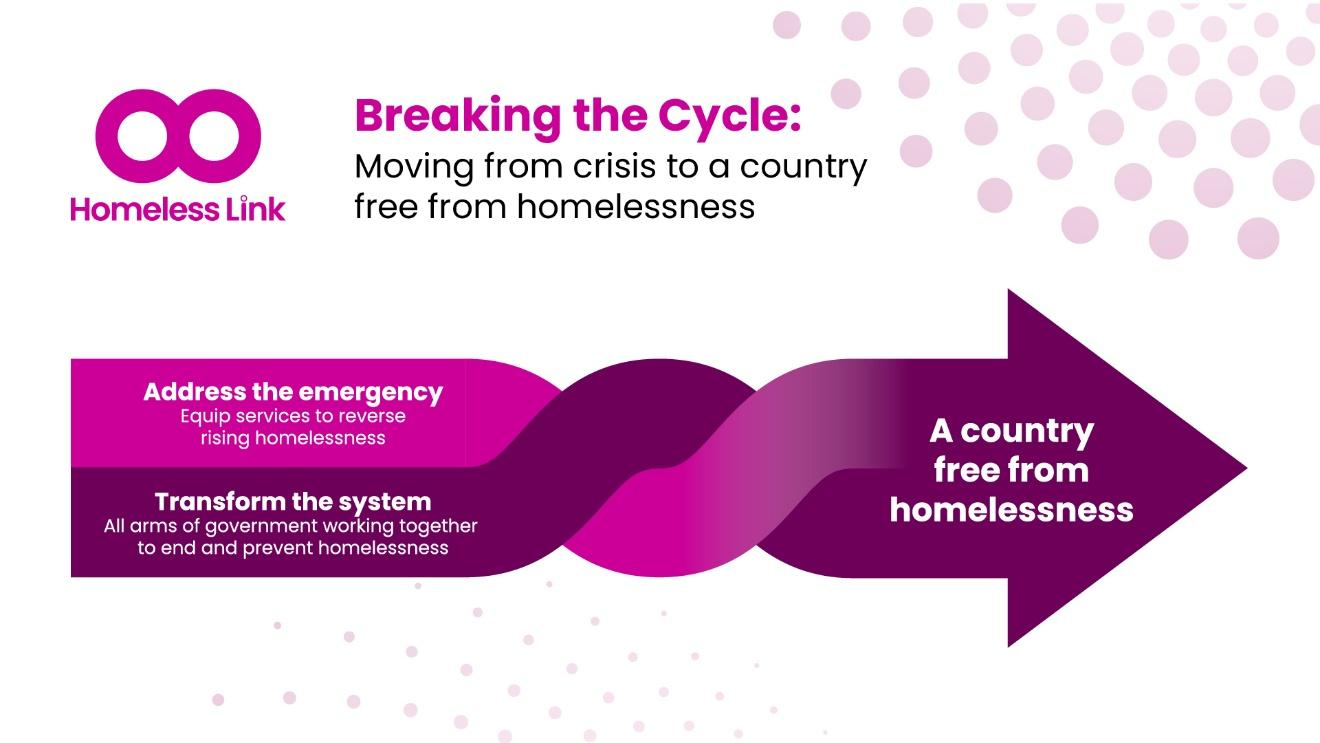 Homeless Link
Breaking the Cycle:
Moving from crisis to a country
free from homelessness
Address the emergency
Equip services to reverse
rising homelessness
Transform the system
All arms of government working together
to end and prevent homelessness
A country
free from
homelessness